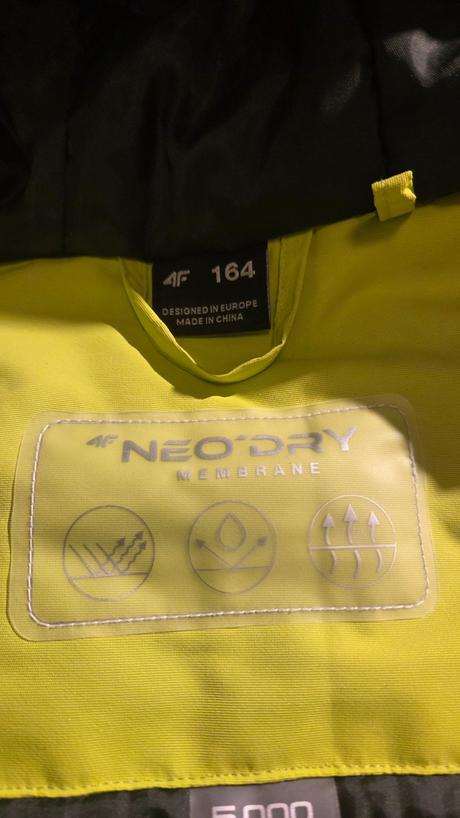 4F 164
DESIGNED IN EUROPE
MADE IN CHINA
4F NEO°DRY
MEMBRANE
5.000